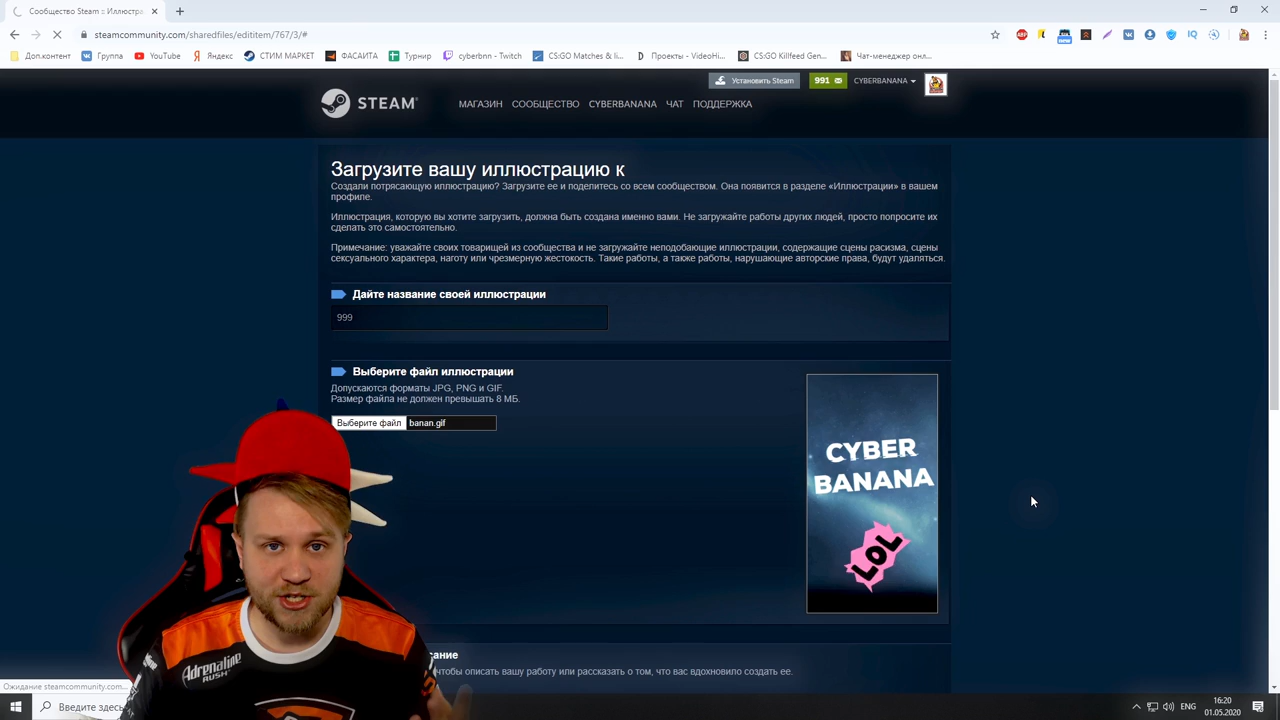 Сообщество Steam :: Иллюстра
steamcommunity.com/sharedfiles/edititem/767/3/#
Доп.контент
Группа
YouTube
Яндекс
СТИМ МАРКЕТ
ФАСАИТА
Турнир
cyberbnn - Twitch
CS:GO Matches & li...
Проекты - VideoHi...
CS:GO Killfeed Gen...
Чат-менеджер онл...
Установить Steam
991
CYBERBANANA
STEAM
МАГАЗИН СООБЩЕСТВО CYBERBANANA ЧАТ ПОДДЕРЖКА
Загрузите вашу иллюстрацию к
Создали потрясающую иллюстрацию? Загрузите ее и поделитесь со всем сообществом. Она появится в разделе «Иллюстрации» в вашем
профиле.
Иллюстрация, которую вы хотите загрузить, должна быть создана именно вами. Не загружайте работы других людей, просто попросите их
сделать это самостоятельно.
Примечание: уважайте своих товарищей из сообщества и не загружайте неподобающие иллюстрации, содержащие сцены расизма, сцены
сексуального характера, наготу или чрезмерную жестокость. Такие работы, а также работы, нарушающие авторские права, будут удаляться.
Дайте название своей иллюстрации
999
Выберите файл иллюстрации
Допускаются форматы JPG, PNG и GIF.
Размер файла не должен превышать 8 МБ.
Выберите файл banan.gif
CYBER
BANANA
LOL
Adrenaline
RUSH
сание
чтобы описать вашу работу или рассказать о том, что вас вдохновило создать ее.
Ожидание steamcommunity.com...
Введите здесь
ENG
16:20
01.05.2020